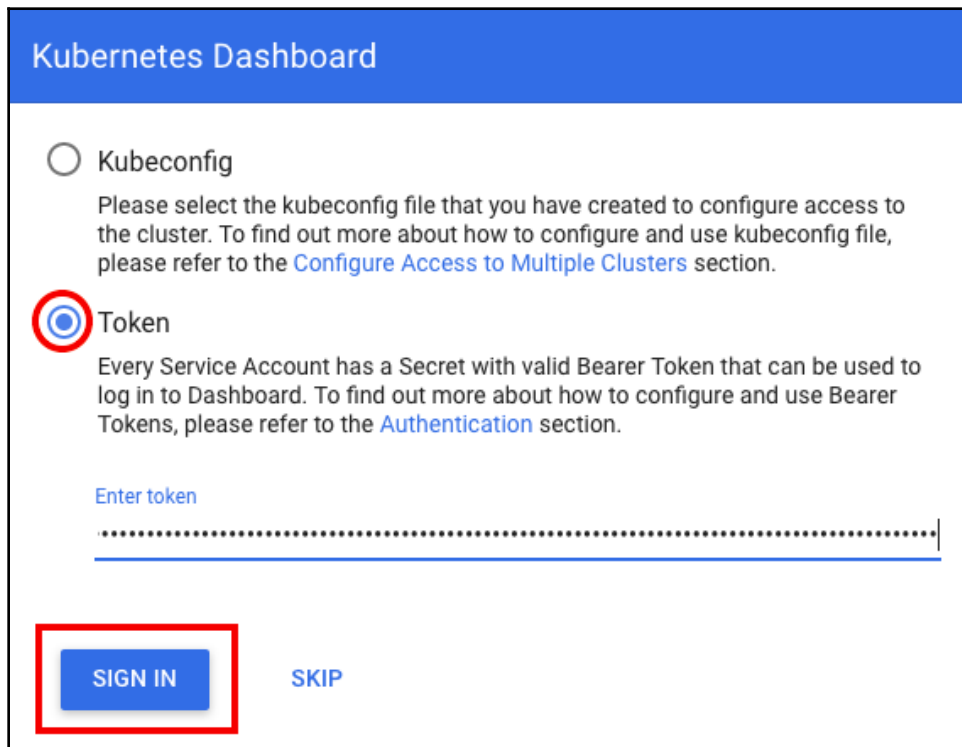 Kubernetes Dashboard
Kubeconfig
Please select the kubeconfig file that you have created to configure access to
the cluster. To find out more about how to configure and use kubeconfig file,
please refer to the Configure Access to Multiple Clusters section.
Token
Every Service Account has a Secret with valid Bearer Token that can be used to
log in to Dashboard. To find out more about how to configure and use Bearer
Tokens, please refer to the Authentication section.
Enter token
SIGN IN SKIP